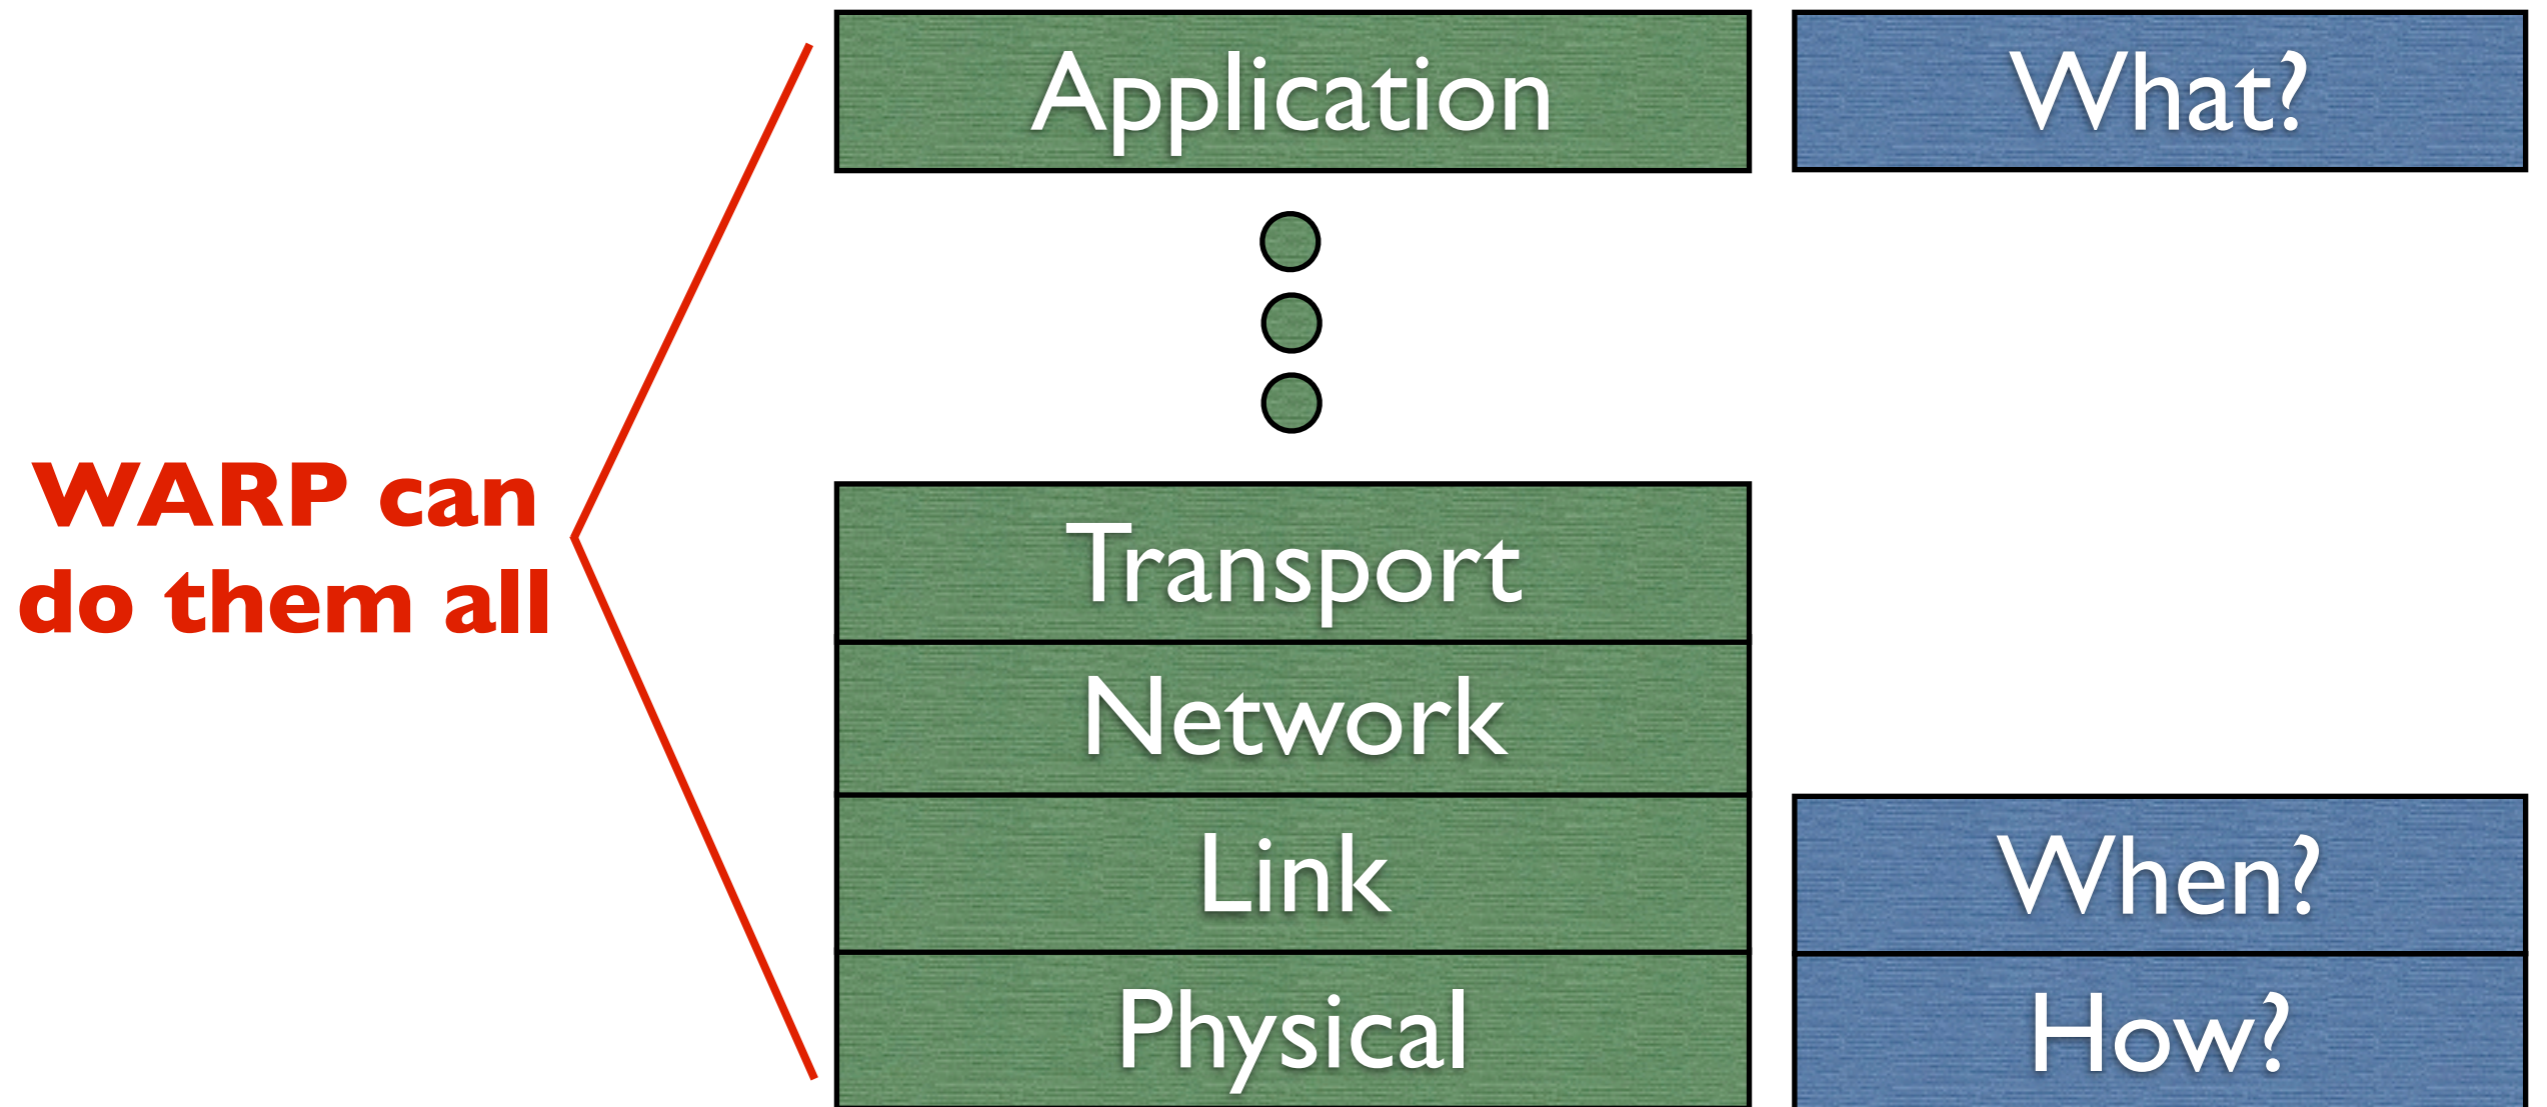 Application
What?
WARP can
do them all
Transport
Network
Link
When?
Physical
How?